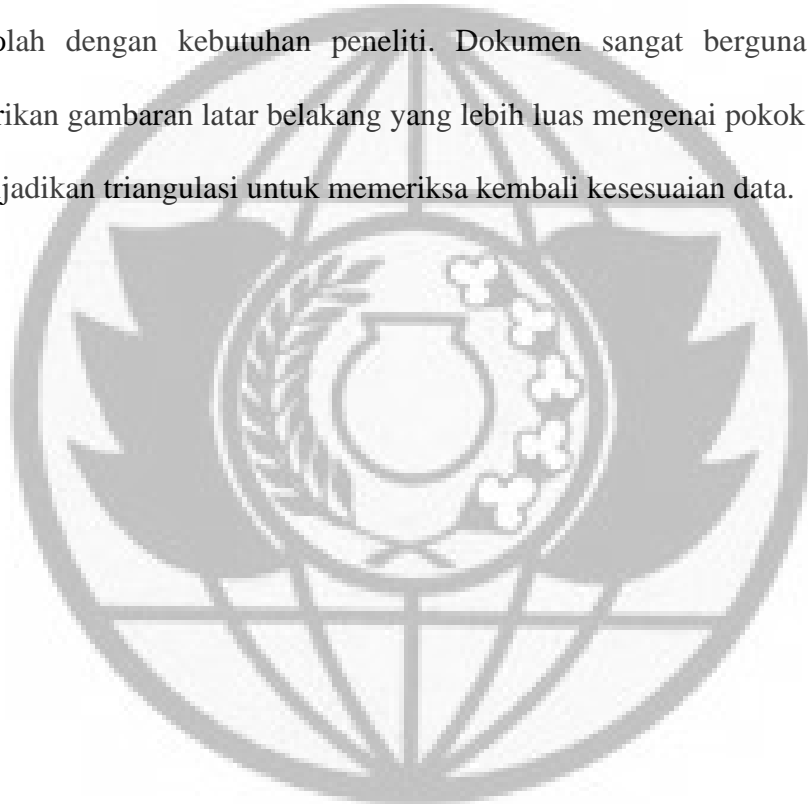 olah dengan kebutuhan peneliti. Dokumen sangat berguna
rikan gambaran latar belakang yang lebih luas mengenai pokok
jadikan triangulasi untuk memeriksa kembali kesesuaian data.